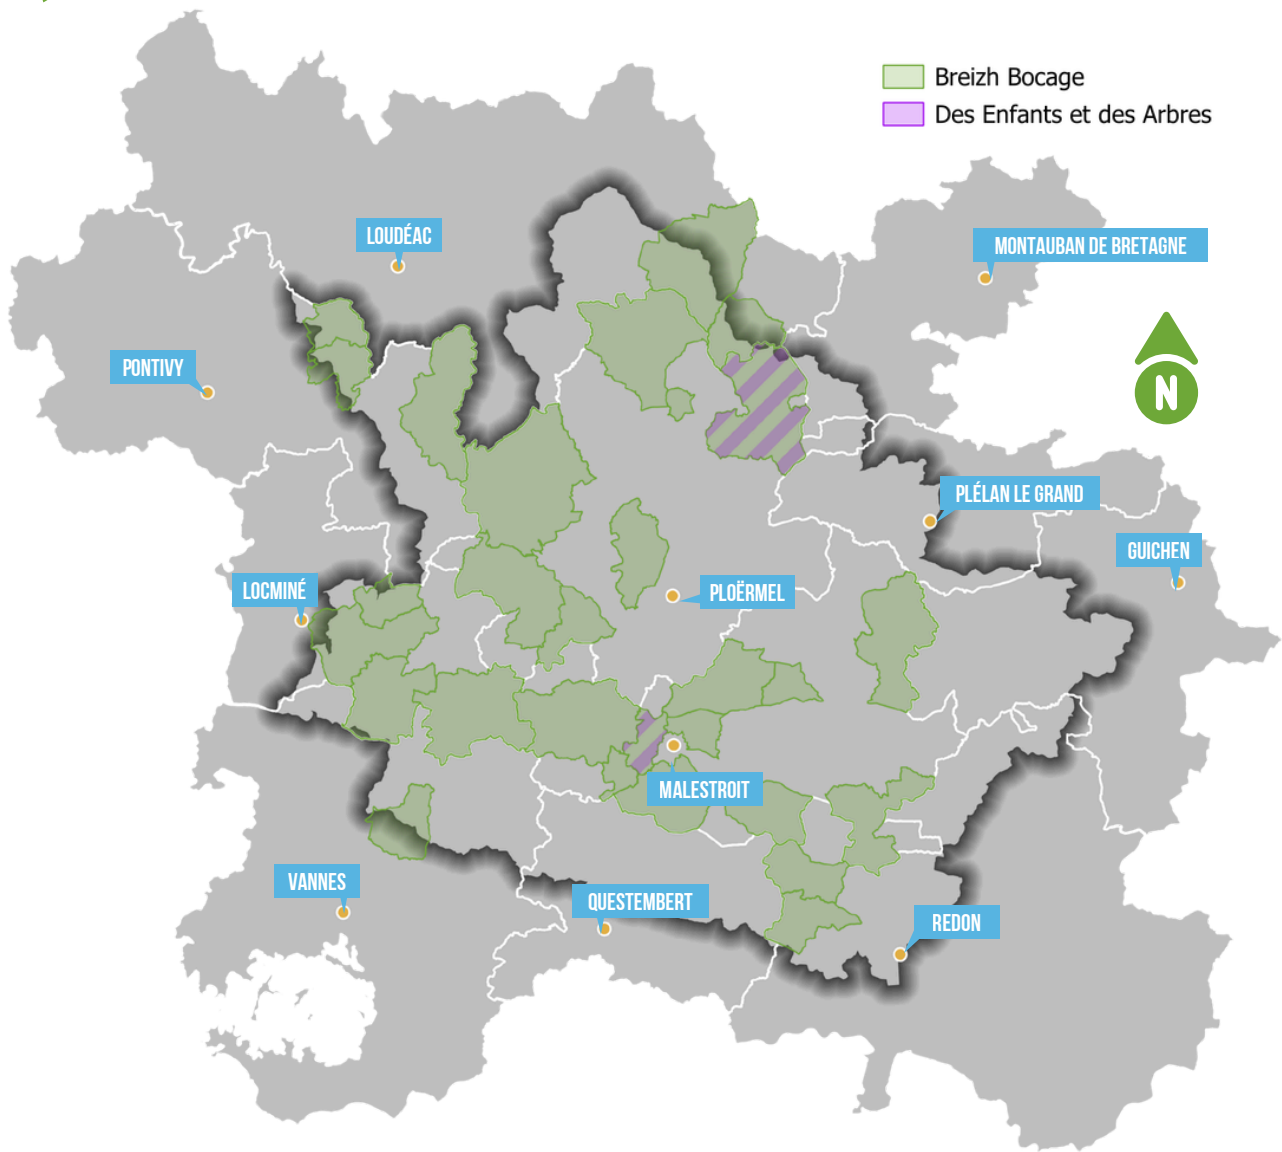 Breizh Bocage
Des Enfants et des Arbres
LOUDÉAC
MONTAUBAN DE BRETAGNE
PONTIVY
N
PLÉLAN LE GRAND
GUICHEN
LOCMINÉ
PLOËRMEL
MALESTROIT
VANNES
QUESTEMBERT
REDON